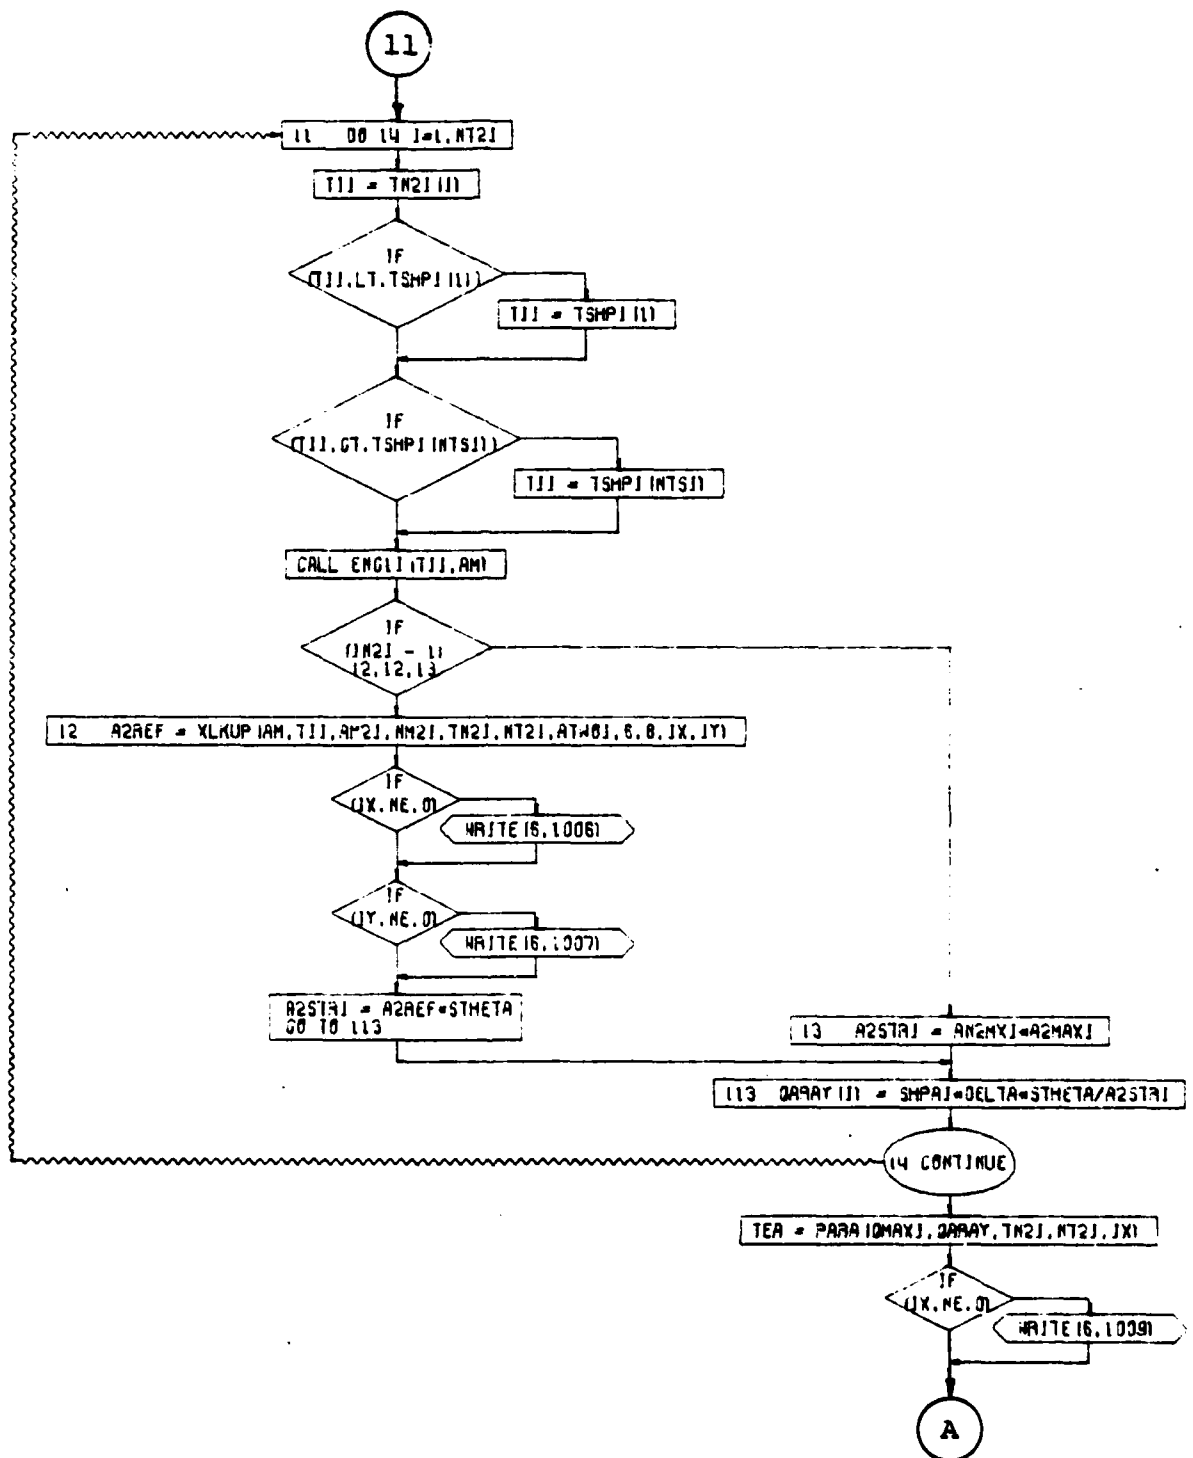 11
11 DO 14 I=1,NT2I
TII = TN2I(I)
IF
(TII.LT.TSHPI(1))
TII = TSHPI(1)
IF
(TII.GT.TSHPI(NTSI))
TII = TSHPI(NTSI)
CALL ENGII(TII,AM)
IF
(IN2I - 1)
12,12,13
12 A2REF = XLKUP(AM,TII,AM2I,NM2I,TN2I,NT2I,ATWOI,6,8,IX,IY)
IF
(IX.NE.0)
WRITE(6,1006)
IF
(IY.NE.0)
WRITE(6,1007)
A2STRI = A2REF*STHETA
GO TO 113
13 A2STRI = AN2MXI*A2MAXI
113 QARAY(I) = SHPAI*DELTA*STHETA/A2STRI
14 CONTINUE
TEA = PARA(QMAXI,QARAY,TN2I,NT2I,IX)
IF
(IX.NE.0)
WRITE(6,1009)
A